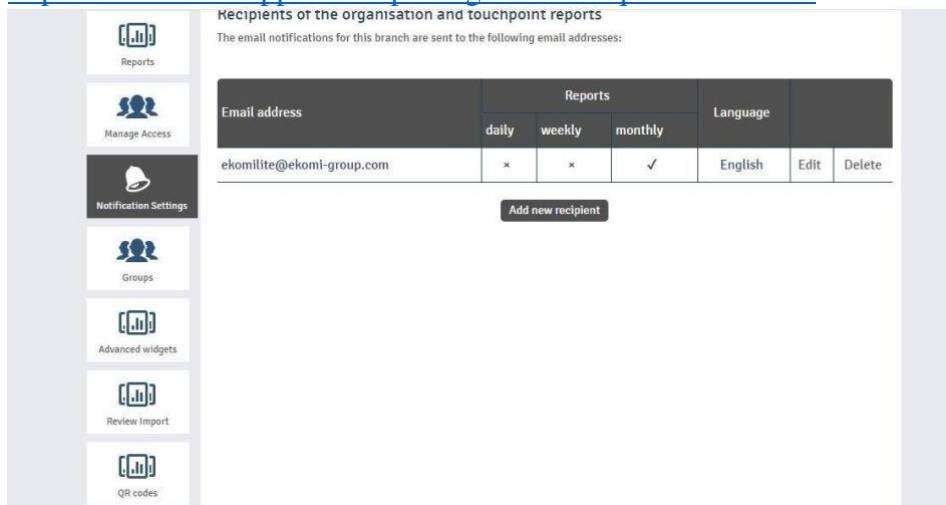 Recipients of the organisation and touchpoint reports
The email notifications for this branch are sent to the following email addresses:
Reports
Manage Access
Notification Settings
Groups
Advanced widgets
Review Import
QR codes
Email address
Reports
Language
daily weekly monthly
ekomilite@ekomi-group.com × × ✓ English Edit Delete
Add new recipient